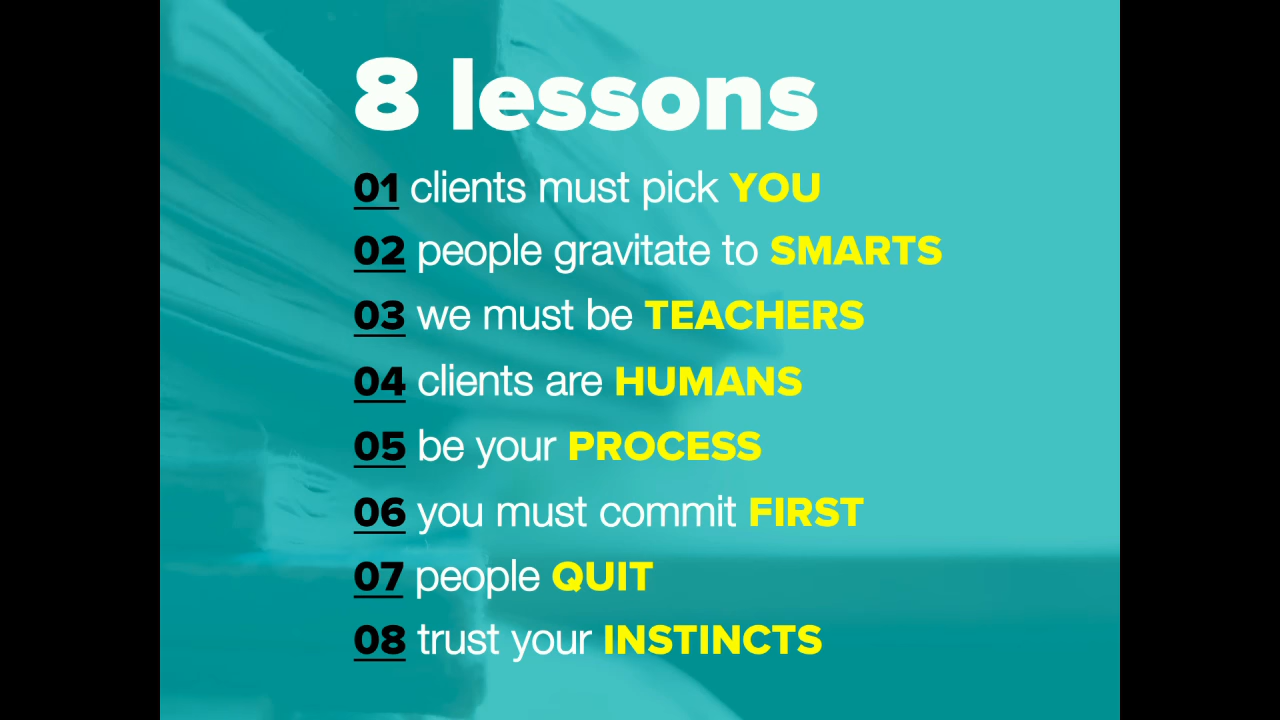 8 lessons
01 clients must pick YOU
02 people gravitate to SMARTS
03 we must be TEACHERS
04 clients are HUMANS
05 be your PROCESS
06 you must commit FIRST
07 people QUIT
08 trust your INSTINCTS